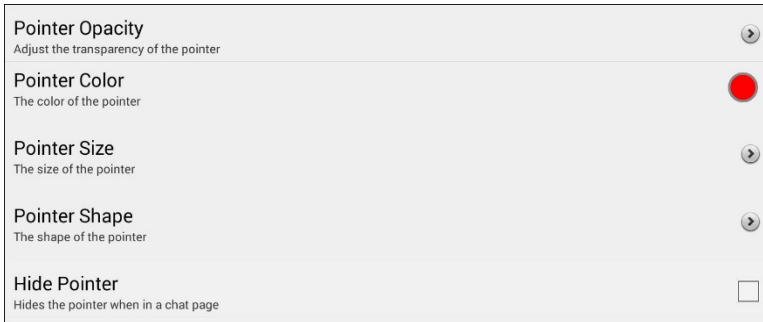 Pointer Opacity
Adjust the transparency of the pointer
Pointer Color
The color of the pointer
Pointer Size
The size of the pointer
Pointer Shape
The shape of the pointer
Hide Pointer
Hides the pointer when in a chat page